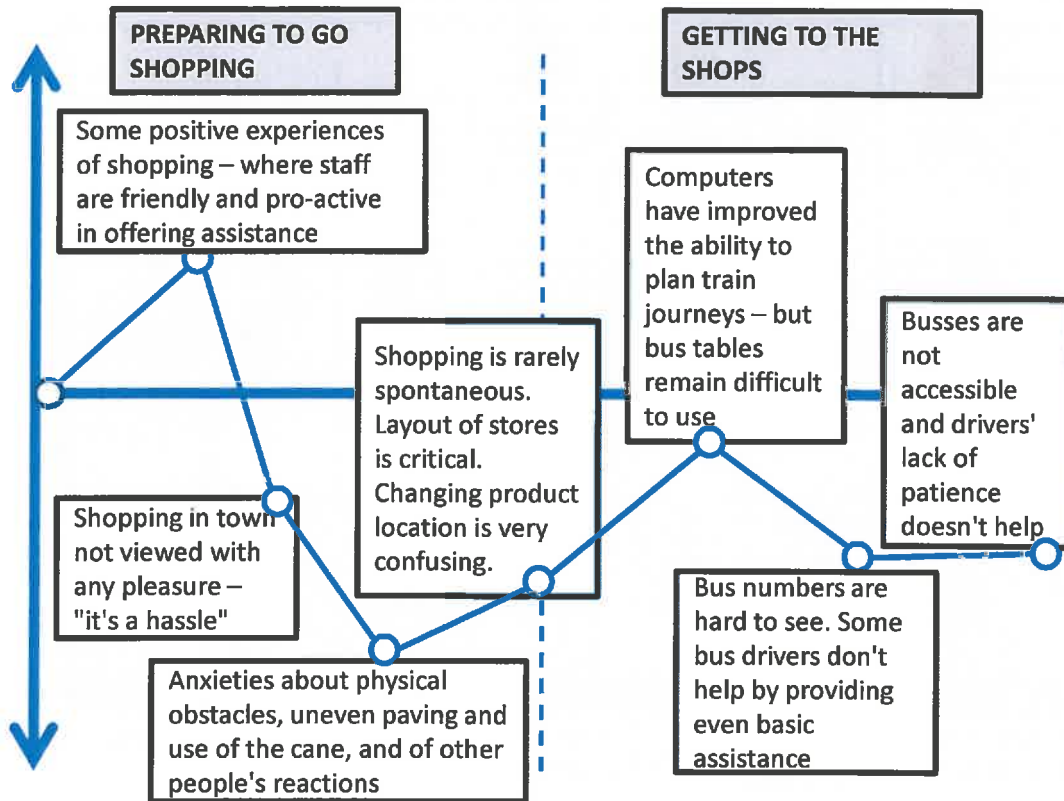 PREPARING TO GO
SHOPPING
Some positive experiences
of shopping – where staff
are friendly and pro-active
in offering assistance
Shopping in town
not viewed with
any pleasure –
"it's a hassle"
Anxieties about physical
obstacles, uneven paving and
use of the cane, and of other
people's reactions
Shopping is rarely
spontaneous.
Layout of stores
is critical.
Changing product
location is very
confusing.
GETTING TO THE
SHOPS
Computers
have improved
the ability to
plan train
journeys – but
bus tables
remain difficult
to use
Bus numbers are
hard to see. Some
bus drivers don't
help by providing
even basic
assistance
Busses are
not
accessible
and drivers'
lack of
patience
doesn't help